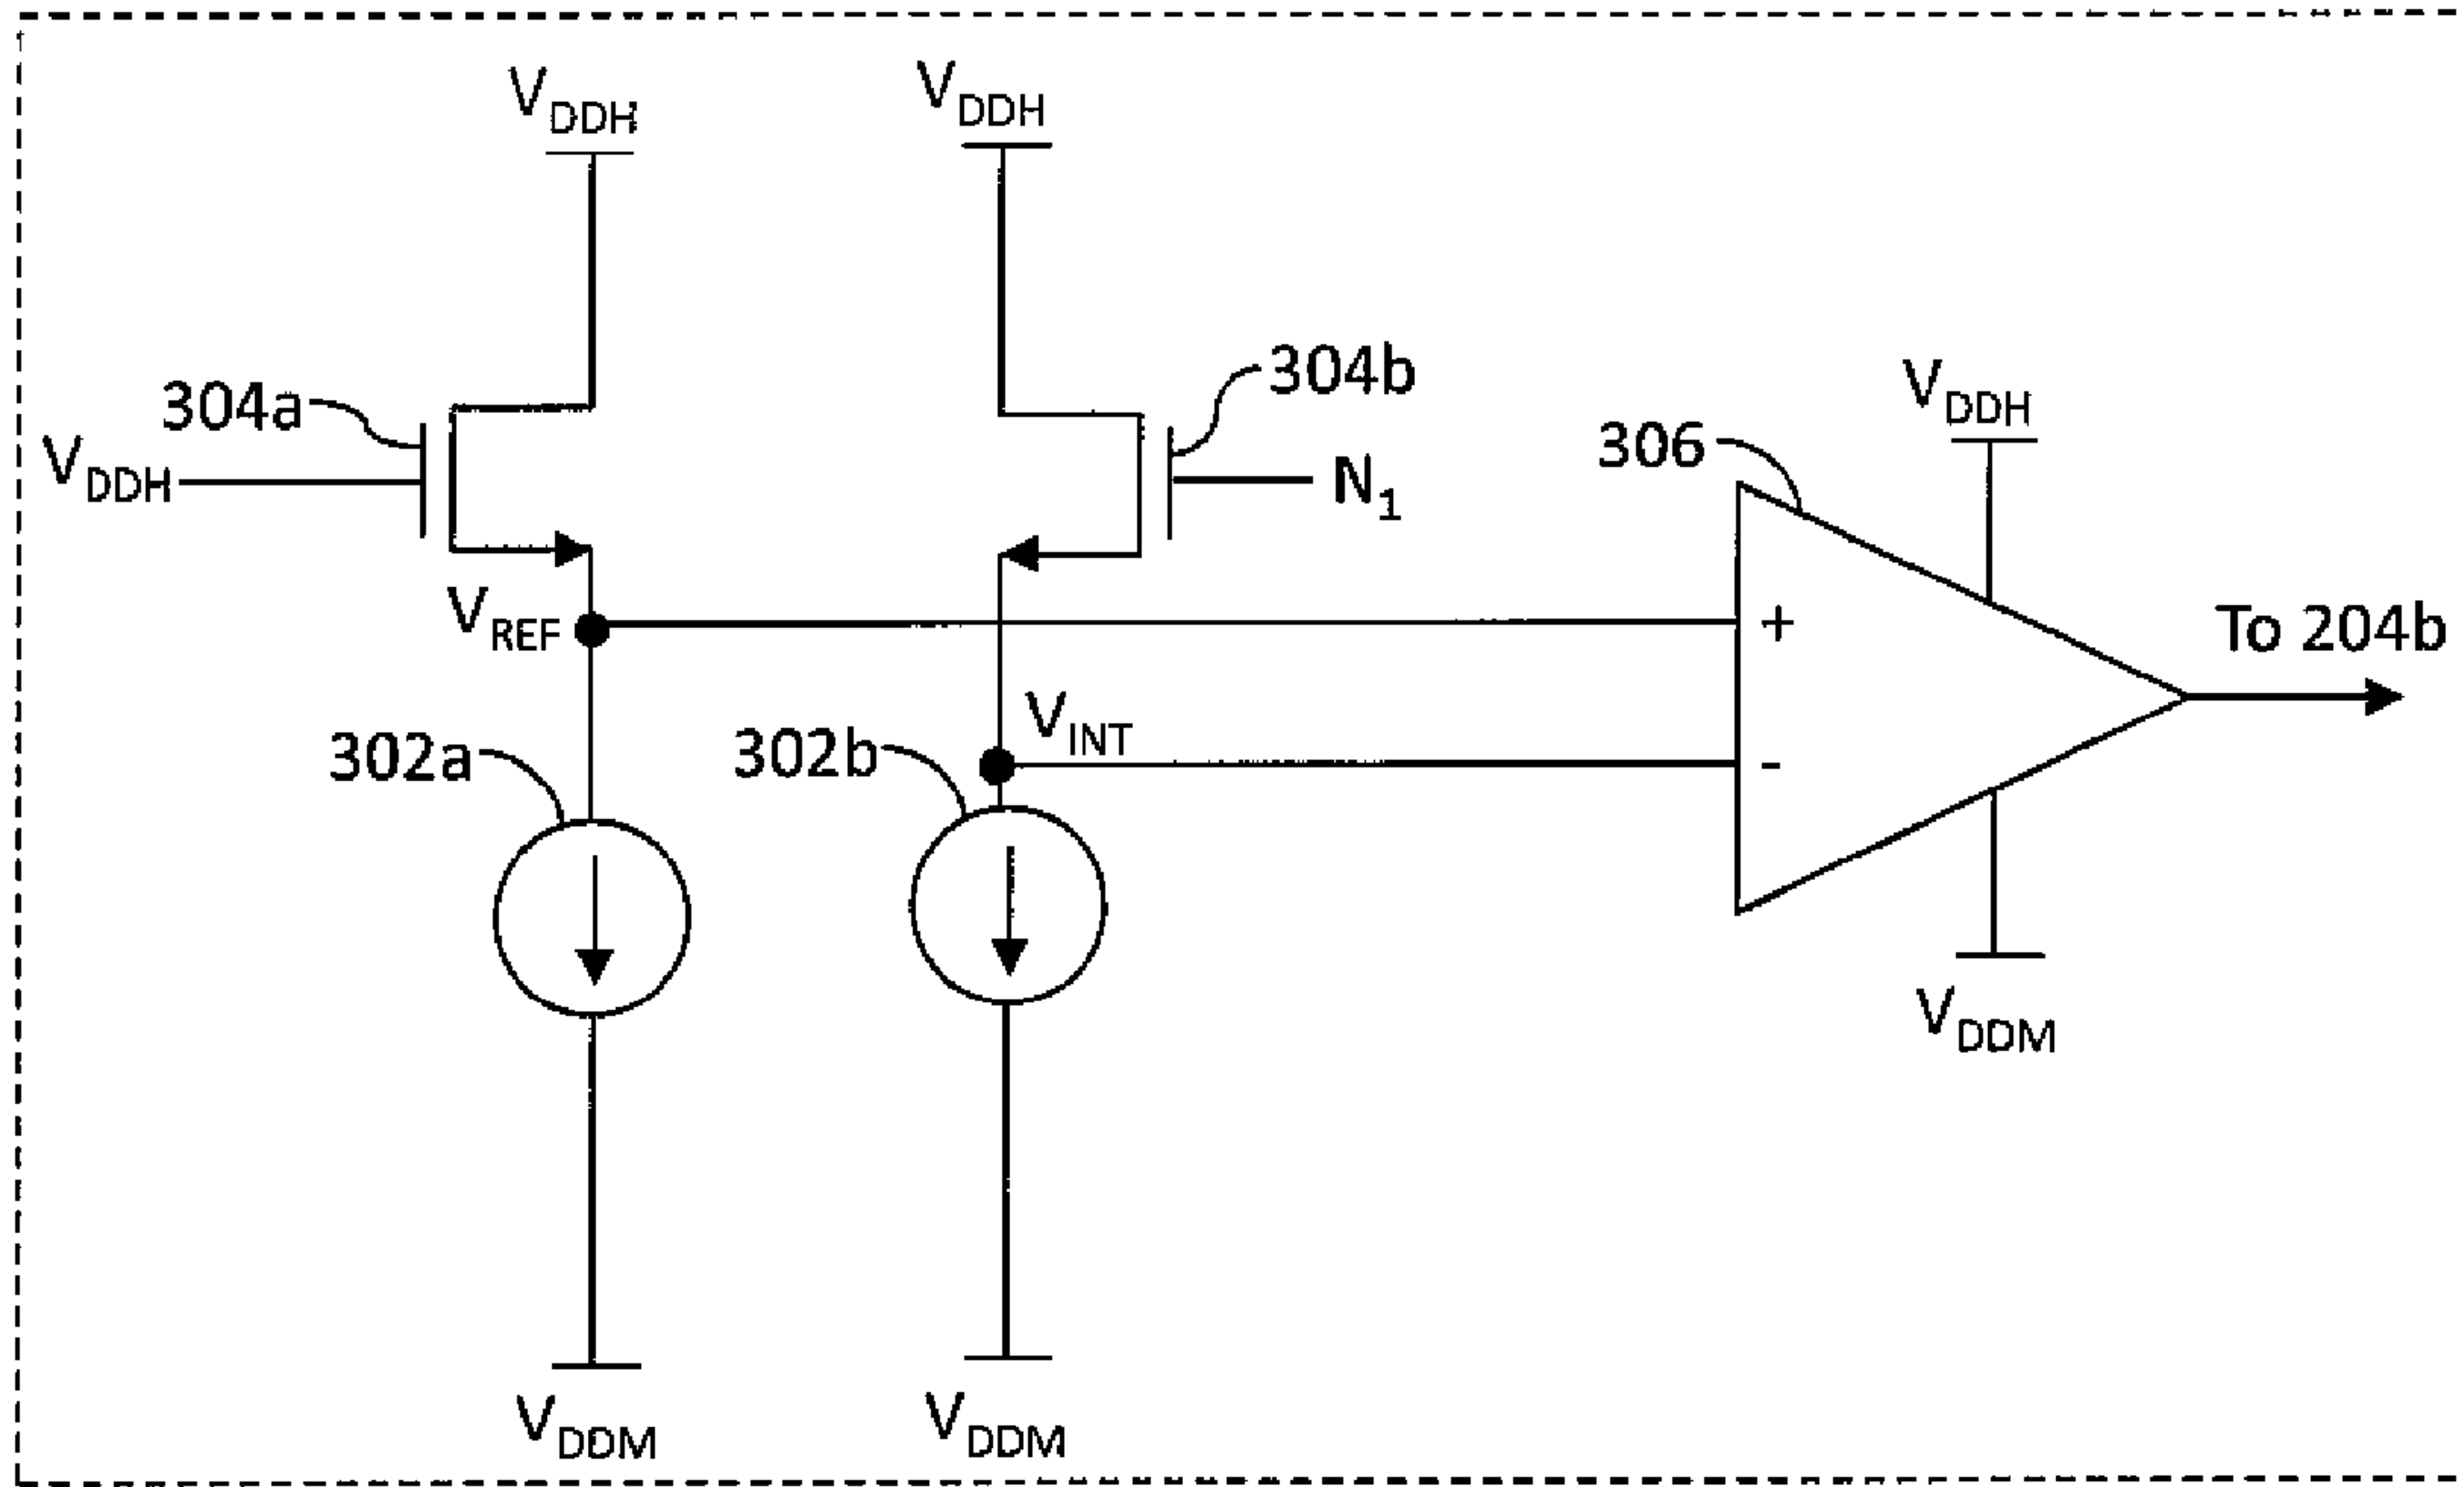 V_DDH
V_DDH
304a
304b
V_DDH
306
V_DDH
N_1
V_REF
To 204b
+
V_INT
302a
302b
-
V_DDM
V_DDM
V_DDM